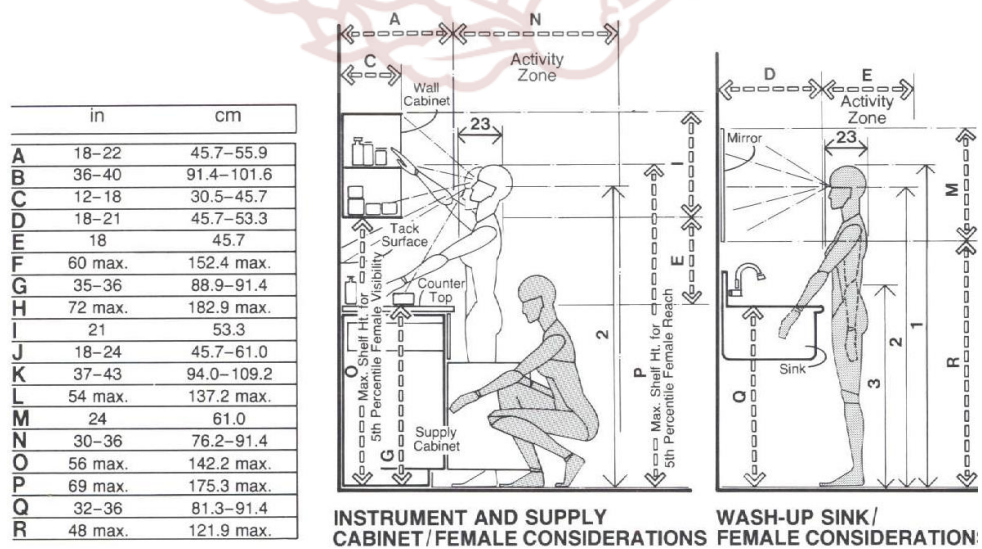 in cm
A 18–22 45.7–55.9
B 36–40 91.4–101.6
C 12–18 30.5–45.7
D 18–21 45.7–53.3
E 18 45.7
F 60 max. 152.4 max.
G 35–36 88.9–91.4
H 72 max. 182.9 max.
I 21 53.3
J 18–24 45.7–61.0
K 37–43 94.0–109.2
L 54 max. 137.2 max.
M 24 61.0
N 30–36 76.2–91.4
O 56 max. 142.2 max.
P 69 max. 175.3 max.
Q 32–36 81.3–91.4
R 48 max. 121.9 max.
A N
C
Activity
Zone
Wall
Cabinet
23
I
Tack
Surface
E
Counter
Top
2
O
Max. Shelf Ht. for
5th Percentile Female Visibility
P
Max. Shelf Ht. for
5th Percentile Female Reach
G
Supply
Cabinet
INSTRUMENT AND SUPPLY
CABINET/FEMALE CONSIDERATIONS
D E
Activity
Zone
Mirror
23
M
Sink
Q
3
2
1
R
WASH-UP SINK/
FEMALE CONSIDERATIONS